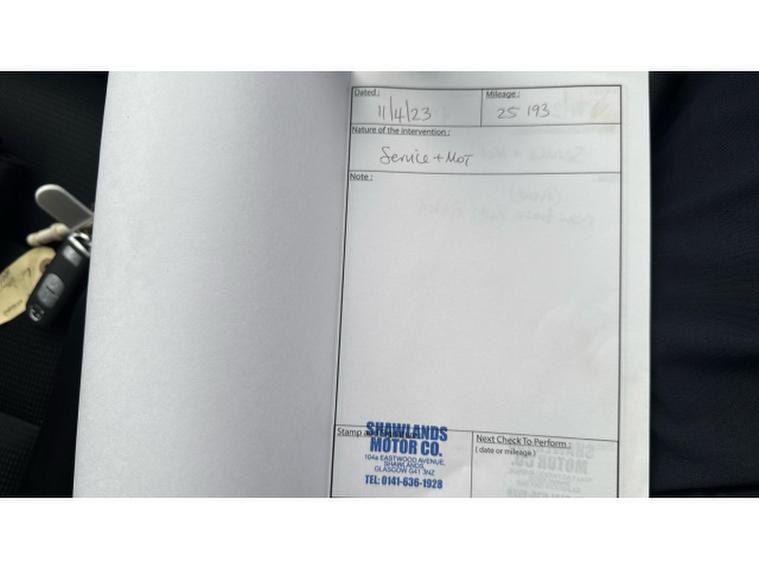 Dated :
Mileage :
11/4/23
25 193
Nature of the intervention :
Service + MOT
Note :
Stamp and
SHAWLANDS
MOTOR CO.
104a EASTWOOD AVENUE,
SHAWLANDS,
GLASGOW G41 3NZ
TEL: 0141-636-1928
Next Check To Perform :
( date or mileage )